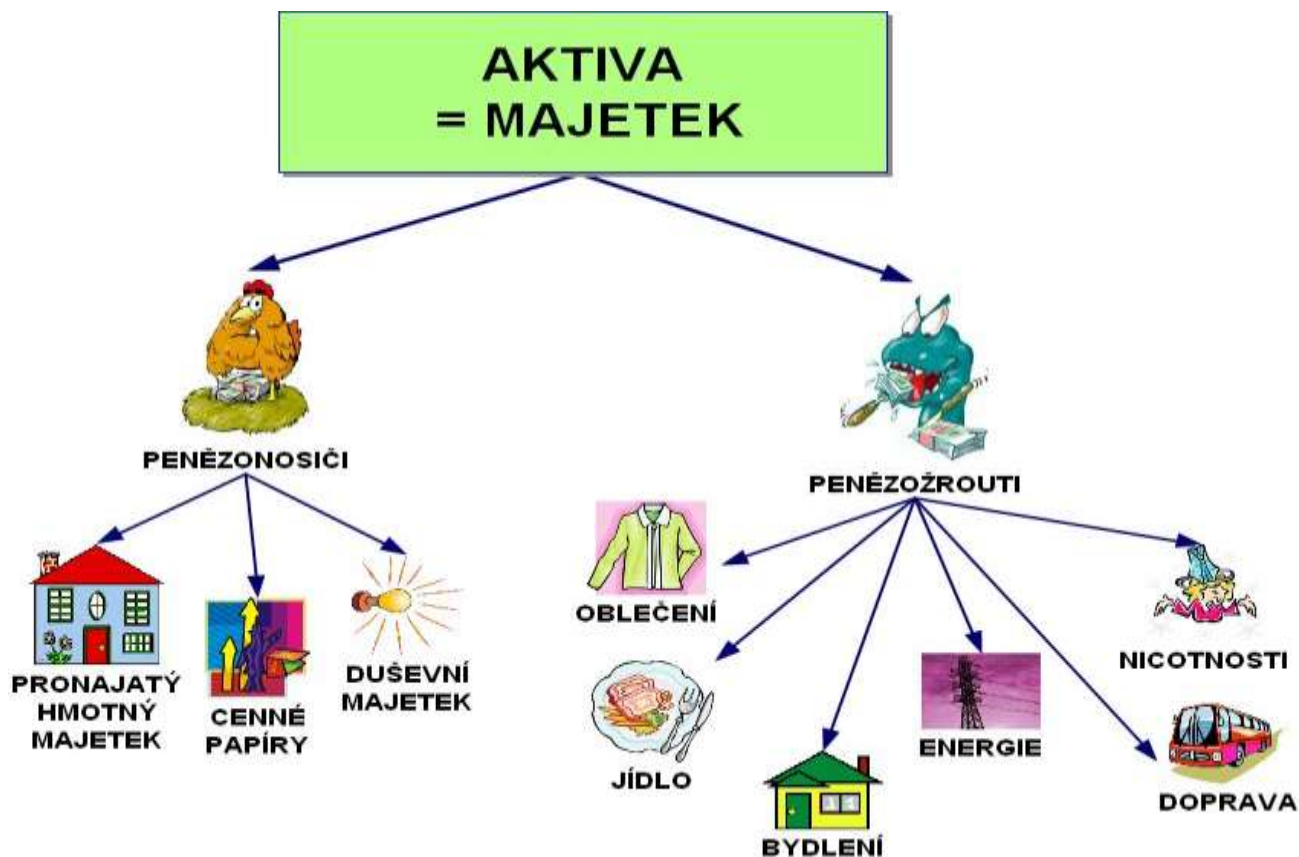 AKTIVA
= MAJETEK
PENĚZONOSIČI
PENĚZOŽROUTI
PRONAJATÝ
HMOTNÝ
MAJETEK
CENNÉ
PAPÍRY
DUŠEVNÍ
MAJETEK
OBLEČENÍ
JÍDLO
BYDLENÍ
ENERGIE
NICOTNOSTI
DOPRAVA